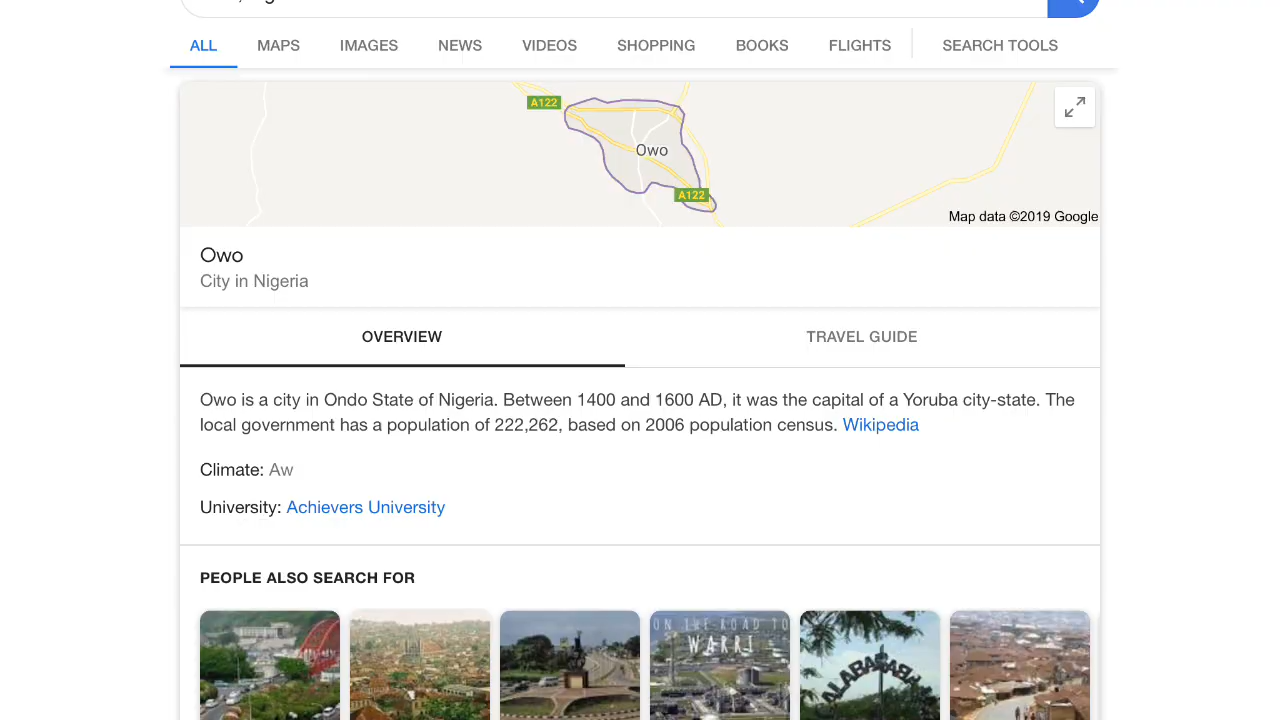 ALL MAPS IMAGES NEWS VIDEOS SHOPPING BOOKS FLIGHTS SEARCH TOOLS
A122
Owo
A122
Map data ©2019 Google
Owo
City in Nigeria
OVERVIEW TRAVEL GUIDE
Owo is a city in Ondo State of Nigeria. Between 1400 and 1600 AD, it was the capital of a Yoruba city-state. The
local government has a population of 222,262, based on 2006 population census. Wikipedia
Climate: Aw
University: Achievers University
PEOPLE ALSO SEARCH FOR
ON THE ROAD TO
WARRI